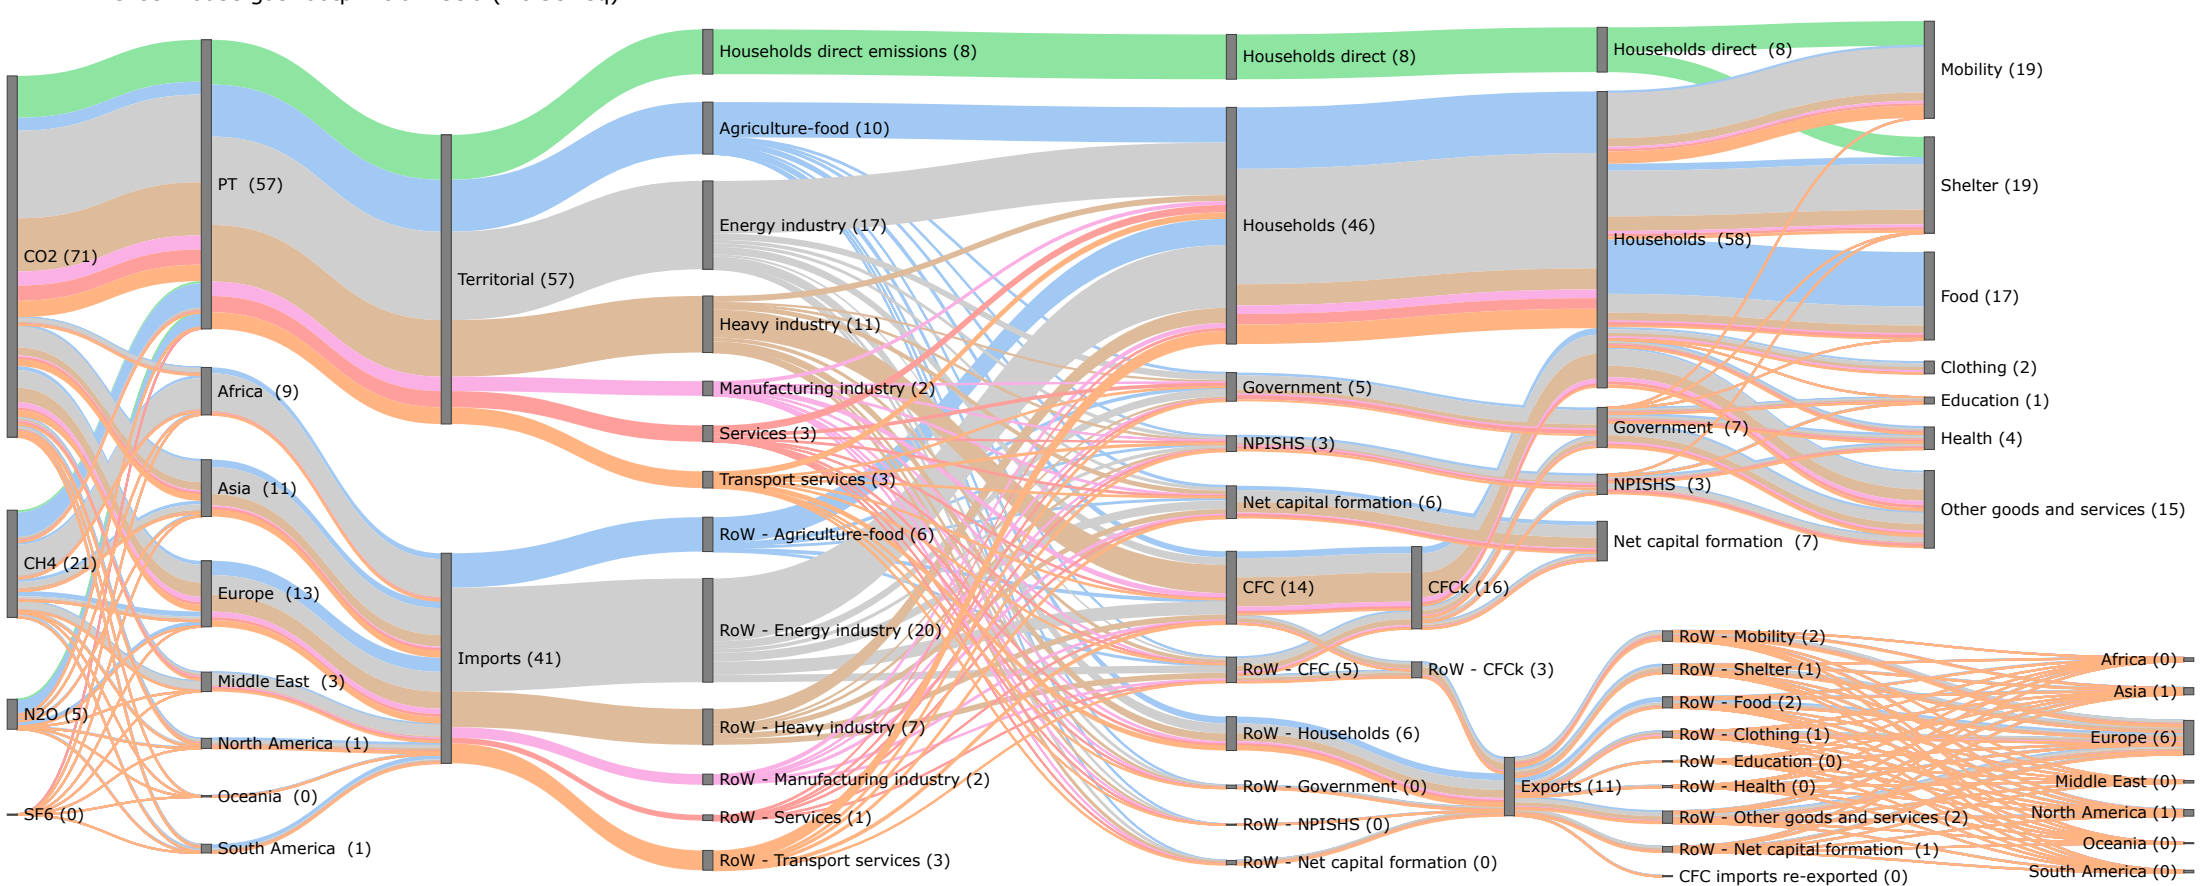 CO2 (71)
CH4 (21)
N2O (5)
SF6 (0)
PT (57)
Africa (9)
Asia (11)
Europe (13)
Middle East (3)
North America (1)
Oceania (0)
South America (1)
Territorial (57)
Imports (41)
Households direct emissions (8)
Agriculture-food (10)
Energy industry (17)
Heavy industry (11)
Manufacturing industry (2)
Services (3)
Transport services (3)
RoW - Agriculture-food (6)
RoW - Energy industry (20)
RoW - Heavy industry (7)
RoW - Manufacturing industry (2)
RoW - Services (1)
RoW - Transport services (3)
Households direct (8)
Households (46)
Government (5)
NPISHS (3)
Net capital formation (6)
CFC (14)
RoW - CFC (5)
RoW - Households (6)
RoW - Government (0)
RoW - NPISHS (0)
RoW - Net capital formation (0)
CFCk (16)
RoW - CFCk (3)
Exports (11)
Households direct (8)
Households (58)
Government (7)
NPISHS (3)
Net capital formation (7)
RoW - Mobility (2)
RoW - Shelter (1)
RoW - Food (2)
RoW - Clothing (1)
RoW - Education (0)
RoW - Health (0)
RoW - Other goods and services (2)
RoW - Net capital formation (1)
CFC imports re-exported (0)
Mobility (19)
Shelter (19)
Food (17)
Clothing (2)
Education (1)
Health (4)
Other goods and services (15)
Africa (0)
Asia (1)
Europe (6)
Middle East (0)
North America (1)
Oceania (0)
South America (0)